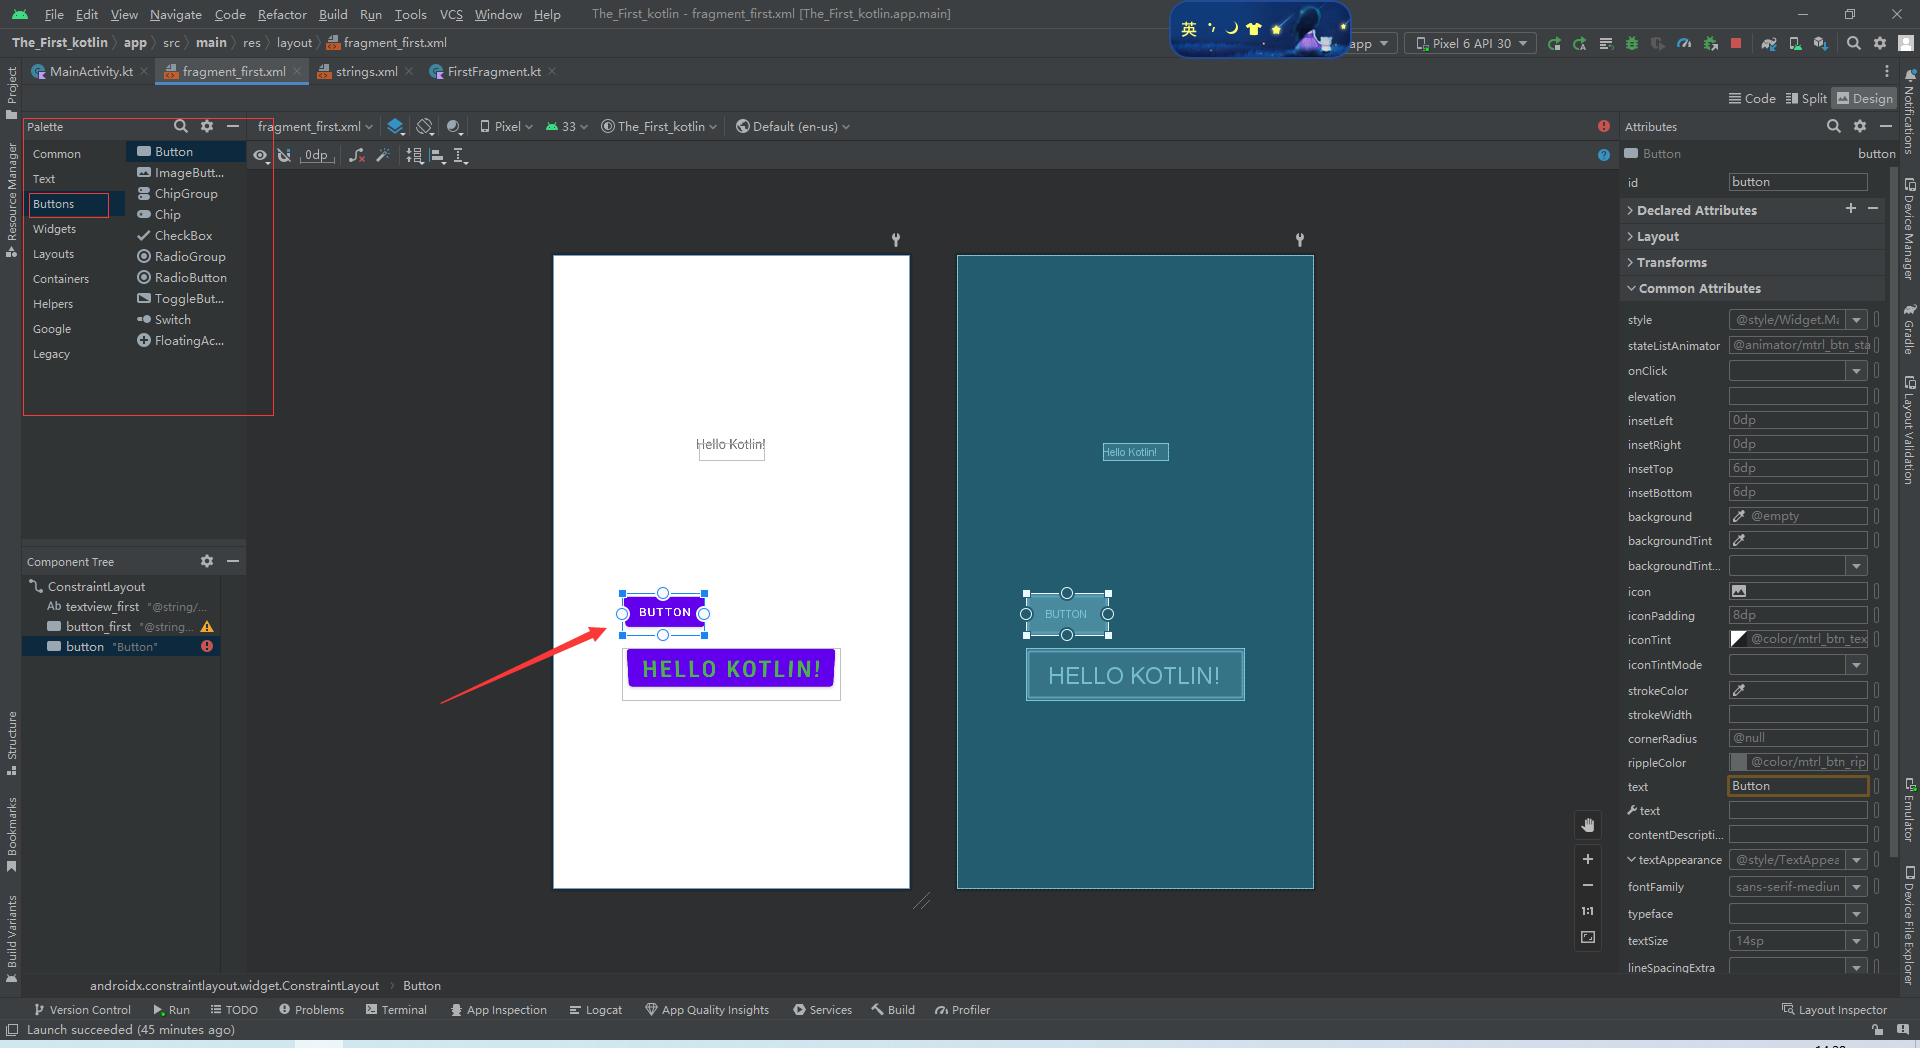 File Edit View Navigate Code Refactor Build Run Tools VCS Window Help The_First_kotlin - fragment_first.xml [The_First_kotlin.app.main]
英
The_First_kotlin app src main res layout fragment_first.xml
app Pixel 6 API 30
MainActivity.kt fragment_first.xml strings.xml FirstFragment.kt
Code Split Design
Palette
fragment_first.xml Pixel 33 The_First_kotlin Default (en-us)
Attributes
Common
Text
Buttons
Widgets
Layouts
Containers
Helpers
Google
Legacy
Button
ImageButt...
ChipGroup
Chip
CheckBox
RadioGroup
RadioButton
ToggleBut...
Switch
FloatingAc...
0dp
Component Tree
ConstraintLayout
Ab textview_first "@string/...
button_first "@string...
button "Button"
Hello Kotlin!
BUTTON
HELLO KOTLIN!
Hello Kotlin!
BUTTON
HELLO KOTLIN!
1:1
Button button
id button
Declared Attributes
Layout
Transforms
Common Attributes
style @style/Widget.Ma
stateListAnimator @animator/mtrl_btn_sta
onClick
elevation
insetLeft 0dp
insetRight 0dp
insetTop 6dp
insetBottom 6dp
background @empty
backgroundTint
backgroundTint...
icon
iconPadding 8dp
iconTint @color/mtrl_btn_tex
iconTintMode
strokeColor
strokeWidth
cornerRadius @null
rippleColor @color/mtrl_btn_rip
text Button
text
contentDescripti...
textAppearance @style/TextAppea
fontFamily sans-serif-medium
typeface
textSize 14sp
lineSpacingExtra
Project
Resource Manager
Structure
Bookmarks
Build Variants
Notifications
Device Manager
Gradle
Layout Validation
Emulator
Device File Explorer
androidx.constraintlayout.widget.ConstraintLayout Button
Version Control Run TODO Problems Terminal App Inspection Logcat App Quality Insights Services Build Profiler Layout Inspector
Launch succeeded (45 minutes ago)